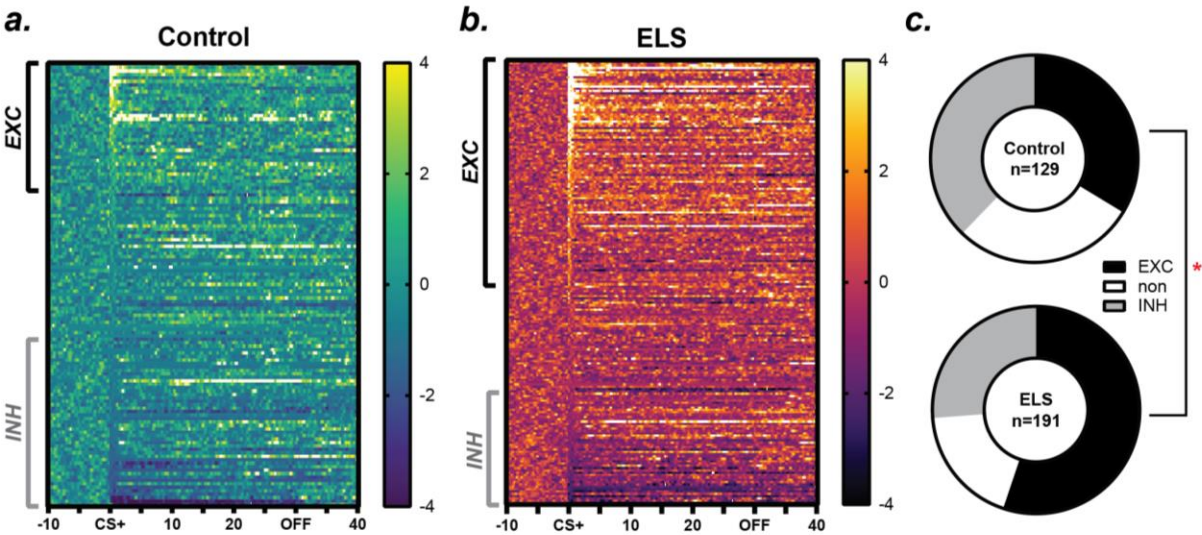 a.
Control
EXC
INH
4
2
0
-2
-4
-10 CS+ 10 20 OFF 40
b.
ELS
EXC
INH
4
2
0
-2
-4
-10 CS+ 10 20 OFF 40
c.
Control
n=129
EXC
non
INH
*
ELS
n=191